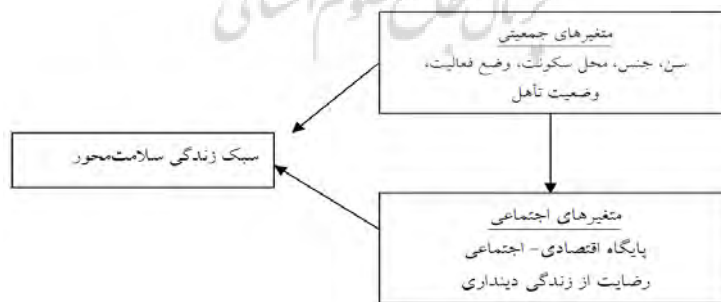 متغیرهای جمعیتی
سن، جنس، محل سکونت، وضع فعالیت،
وضعیت تأهل
سبک زندگی سلامت‌محور
متغیرهای اجتماعی
پایگاه اقتصادی- اجتماعی
رضایت از زندگی دینداری